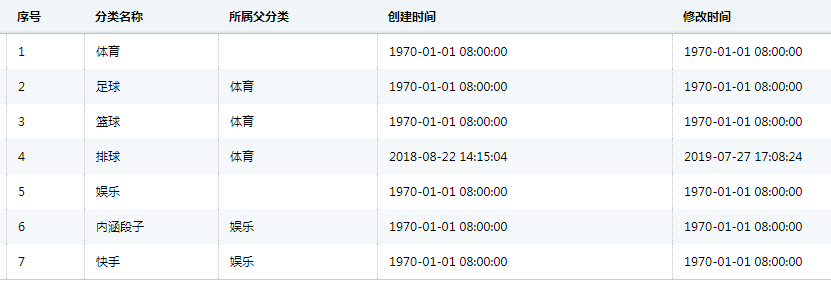 序号 分类名称 所属父分类 创建时间 修改时间
1 体育 1970-01-01 08:00:00 1970-01-01 08:00:00
2 足球 体育 1970-01-01 08:00:00 1970-01-01 08:00:00
3 篮球 体育 1970-01-01 08:00:00 1970-01-01 08:00:00
4 排球 体育 2018-08-22 14:15:04 2019-07-27 17:08:24
5 娱乐 1970-01-01 08:00:00 1970-01-01 08:00:00
6 内涵段子 娱乐 1970-01-01 08:00:00 1970-01-01 08:00:00
7 快手 娱乐 1970-01-01 08:00:00 1970-01-01 08:00:00